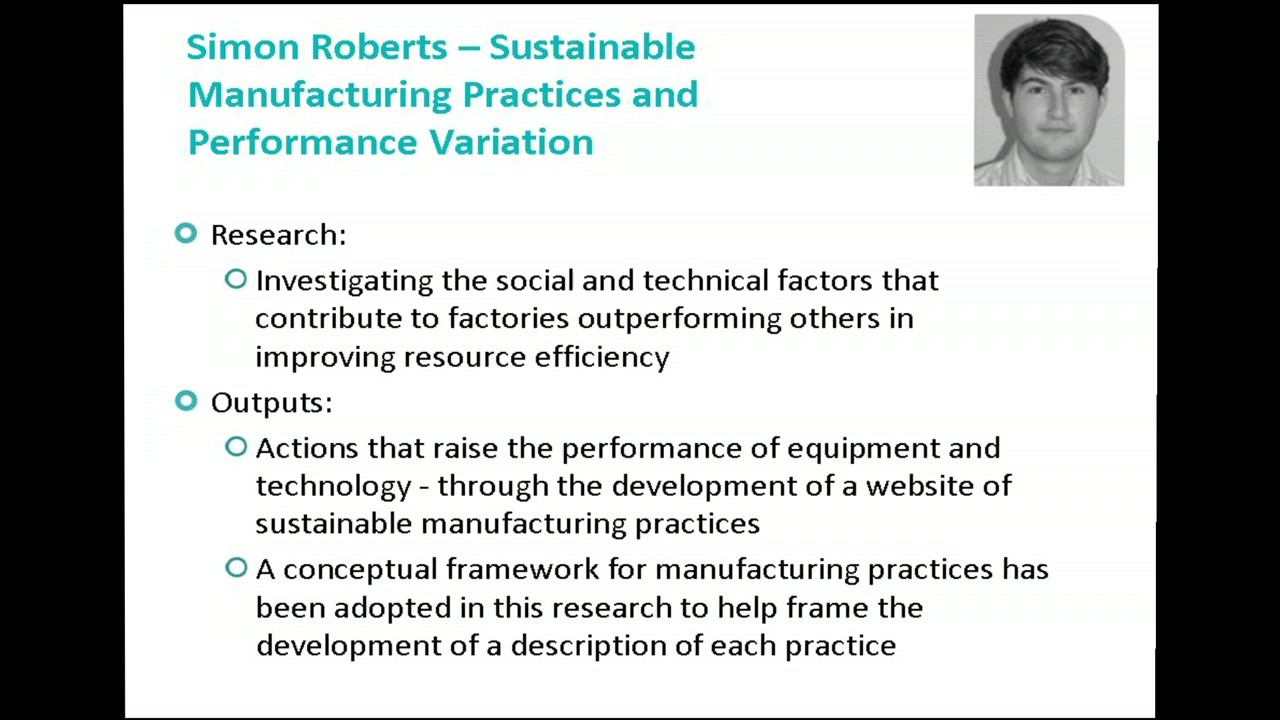 Simon Roberts – Sustainable
Manufacturing Practices and
Performance Variation
Research:
Investigating the social and technical factors that
contribute to factories outperforming others in
improving resource efficiency
Outputs:
Actions that raise the performance of equipment and
technology - through the development of a website of
sustainable manufacturing practices
A conceptual framework for manufacturing practices has
been adopted in this research to help frame the
development of a description of each practice